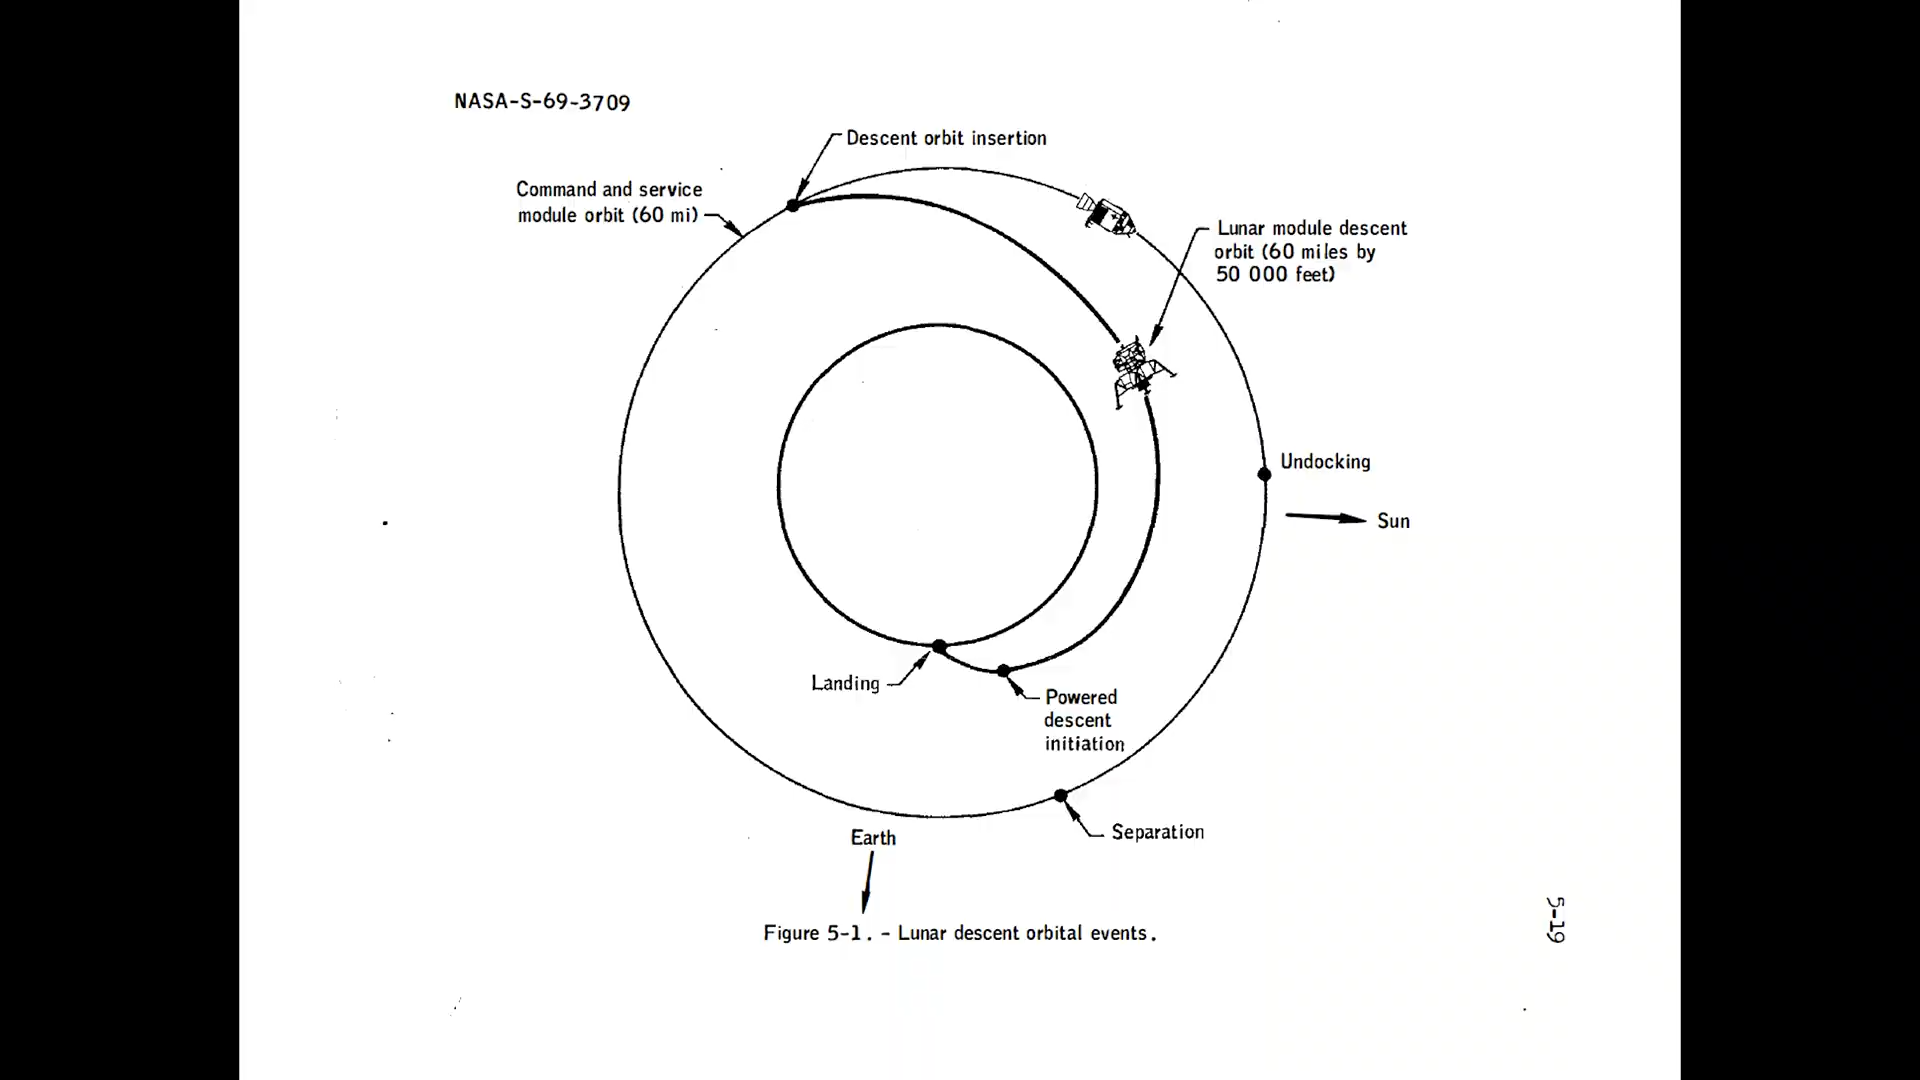 NASA-S-69-3709
Descent orbit insertion
Command and service
module orbit (60 mi)
Lunar module descent
orbit (60 miles by
50 000 feet)
Undocking
Sun
Landing
Powered
descent
initiation
Separation
Earth
Figure 5-1. - Lunar descent orbital events.
5-19